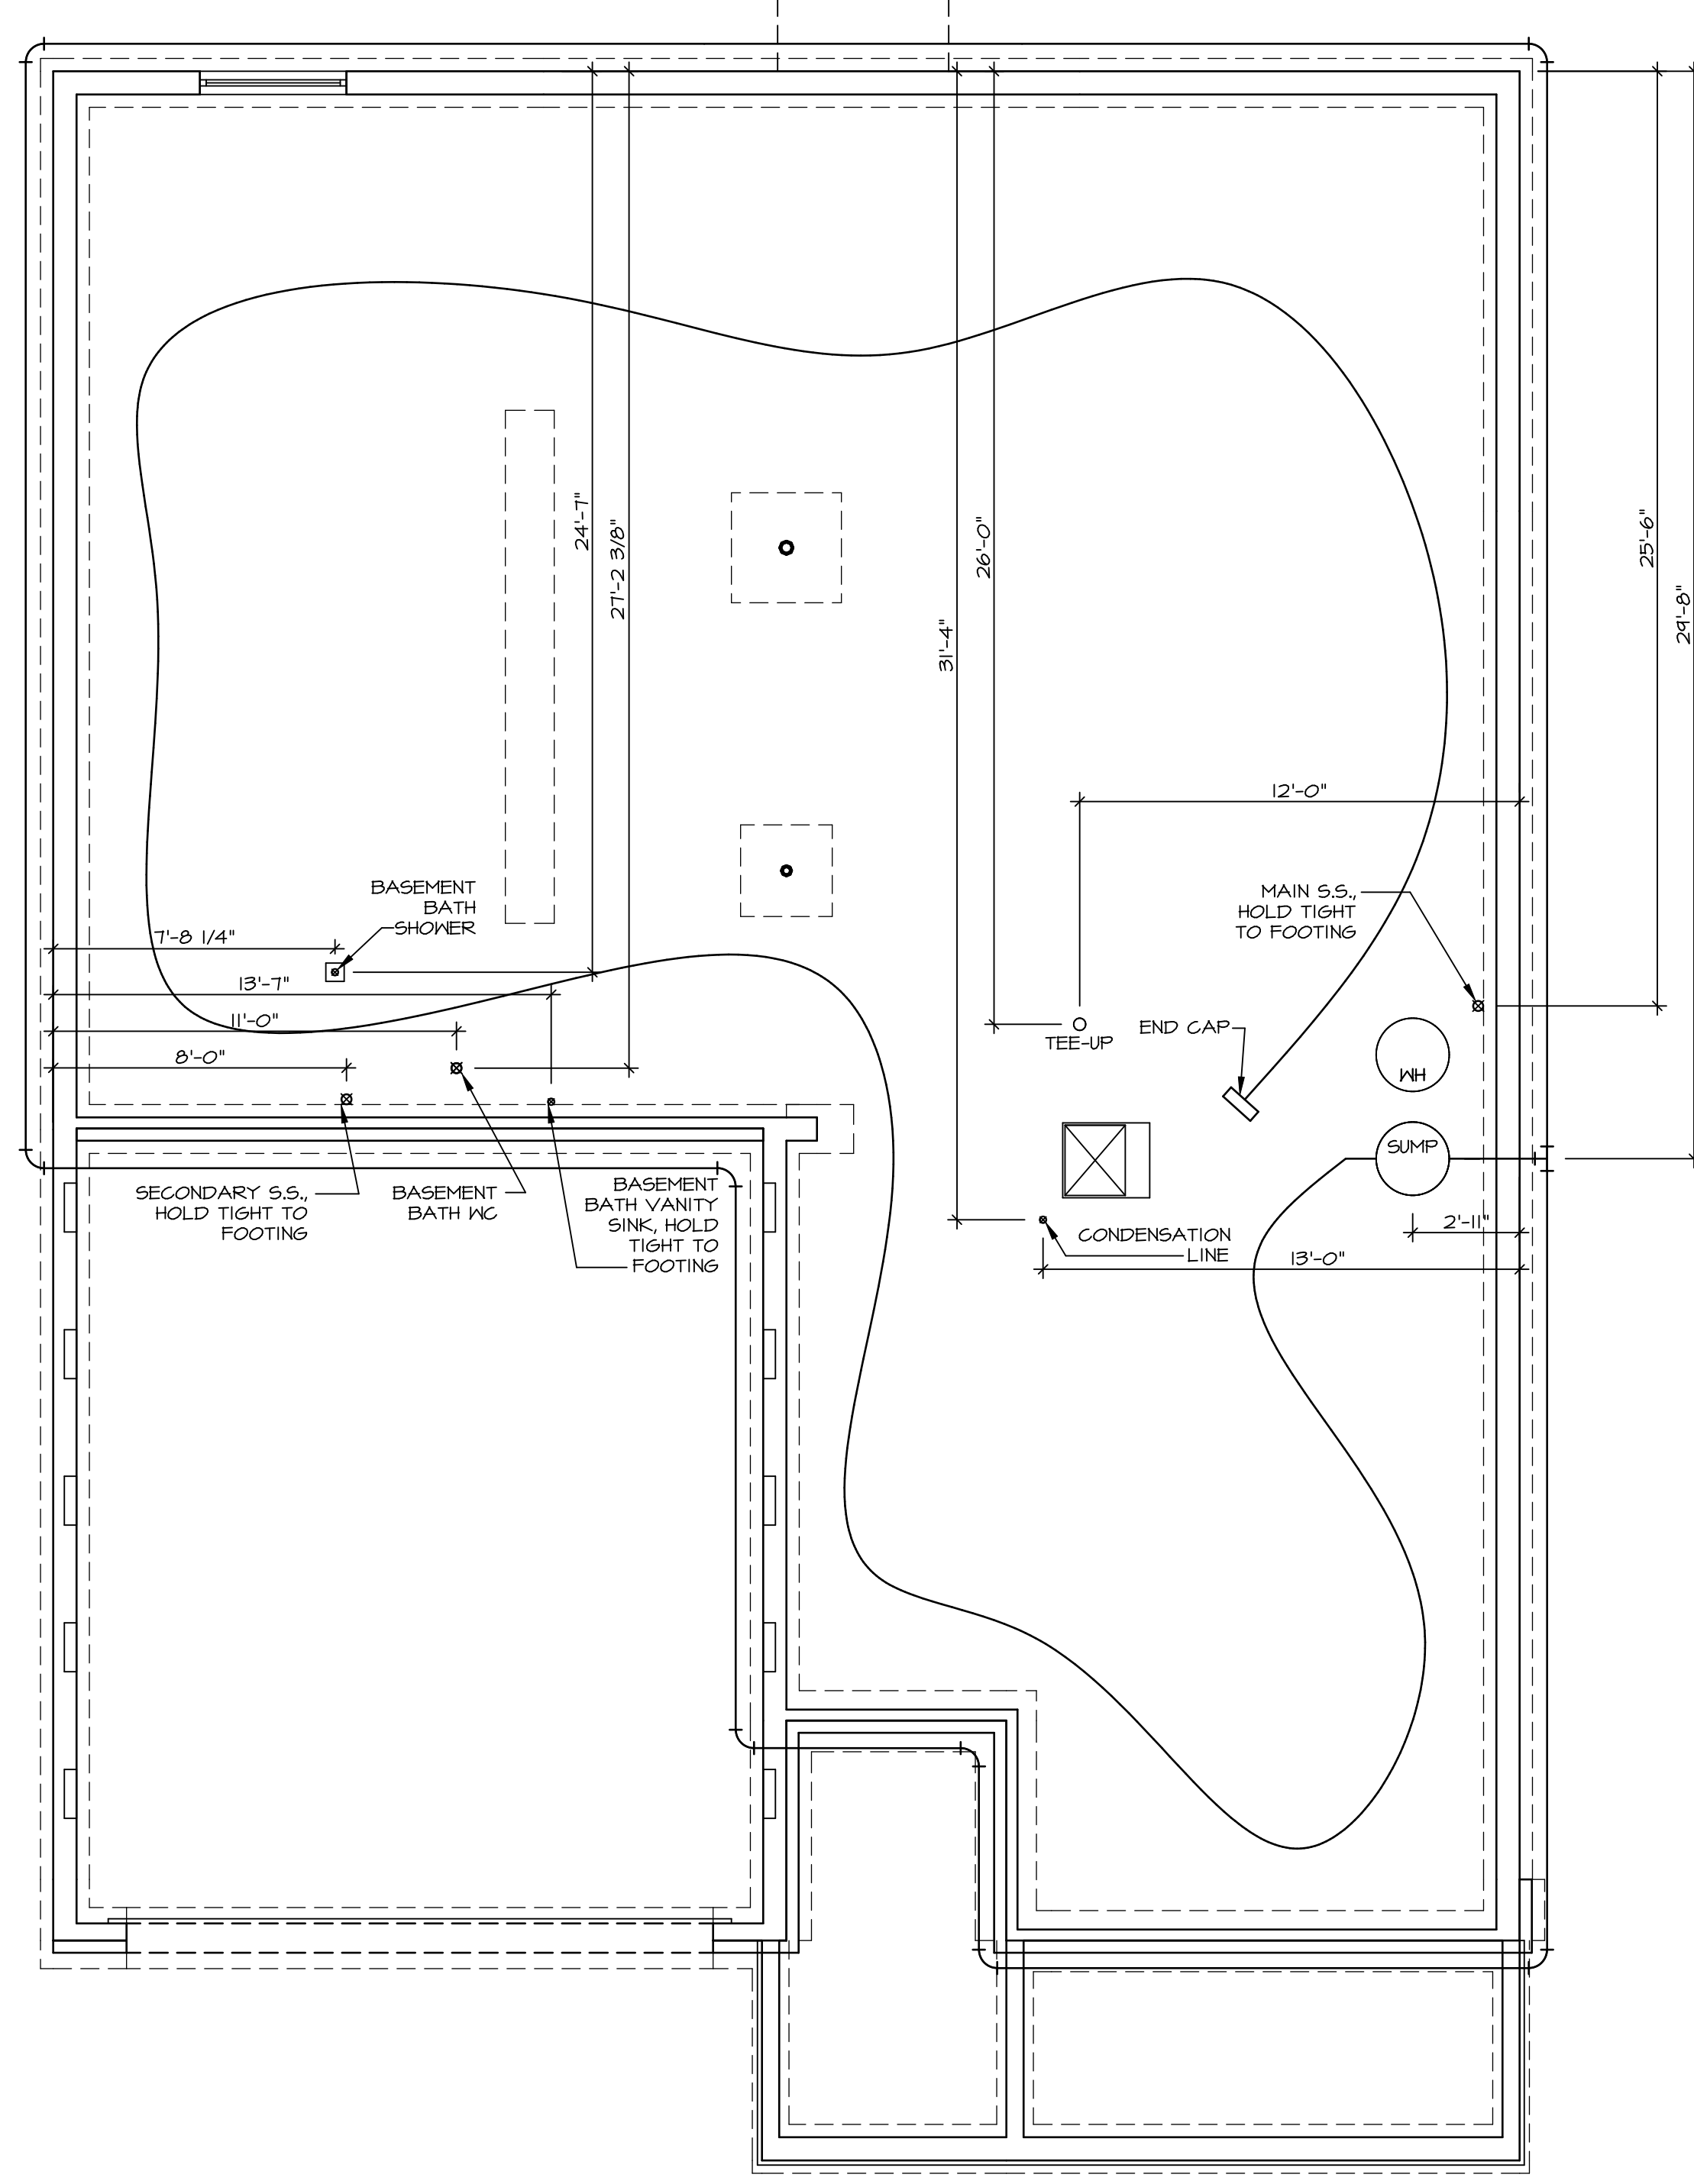 24'-7"
27'-2 3/8"
26'-0"
31'-4"
25'-6"
29'-8"
12'-0"
BASEMENT
BATH
SHOWER
MAIN S.S.,
HOLD TIGHT
TO FOOTING
7'-8 1/4"
13'-7"
11'-0"
8'-0"
TEE-UP
END CAP
WH
SUMP
SECONDARY S.S.,
HOLD TIGHT TO
FOOTING
BASEMENT
BATH WC
BASEMENT
BATH VANITY
SINK, HOLD
TIGHT TO
FOOTING
CONDENSATION
LINE
2'-11"
13'-0"